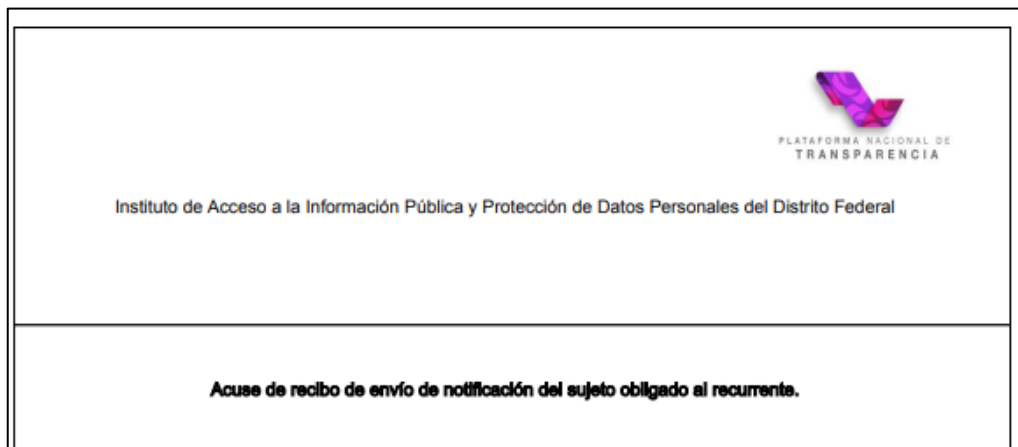 PLATAFORMA NACIONAL DE
TRANSPARENCIA
Instituto de Acceso a la Información Pública y Protección de Datos Personales del Distrito Federal
Acuse de recibo de envío de notificación del sujeto obligado al recurrente.